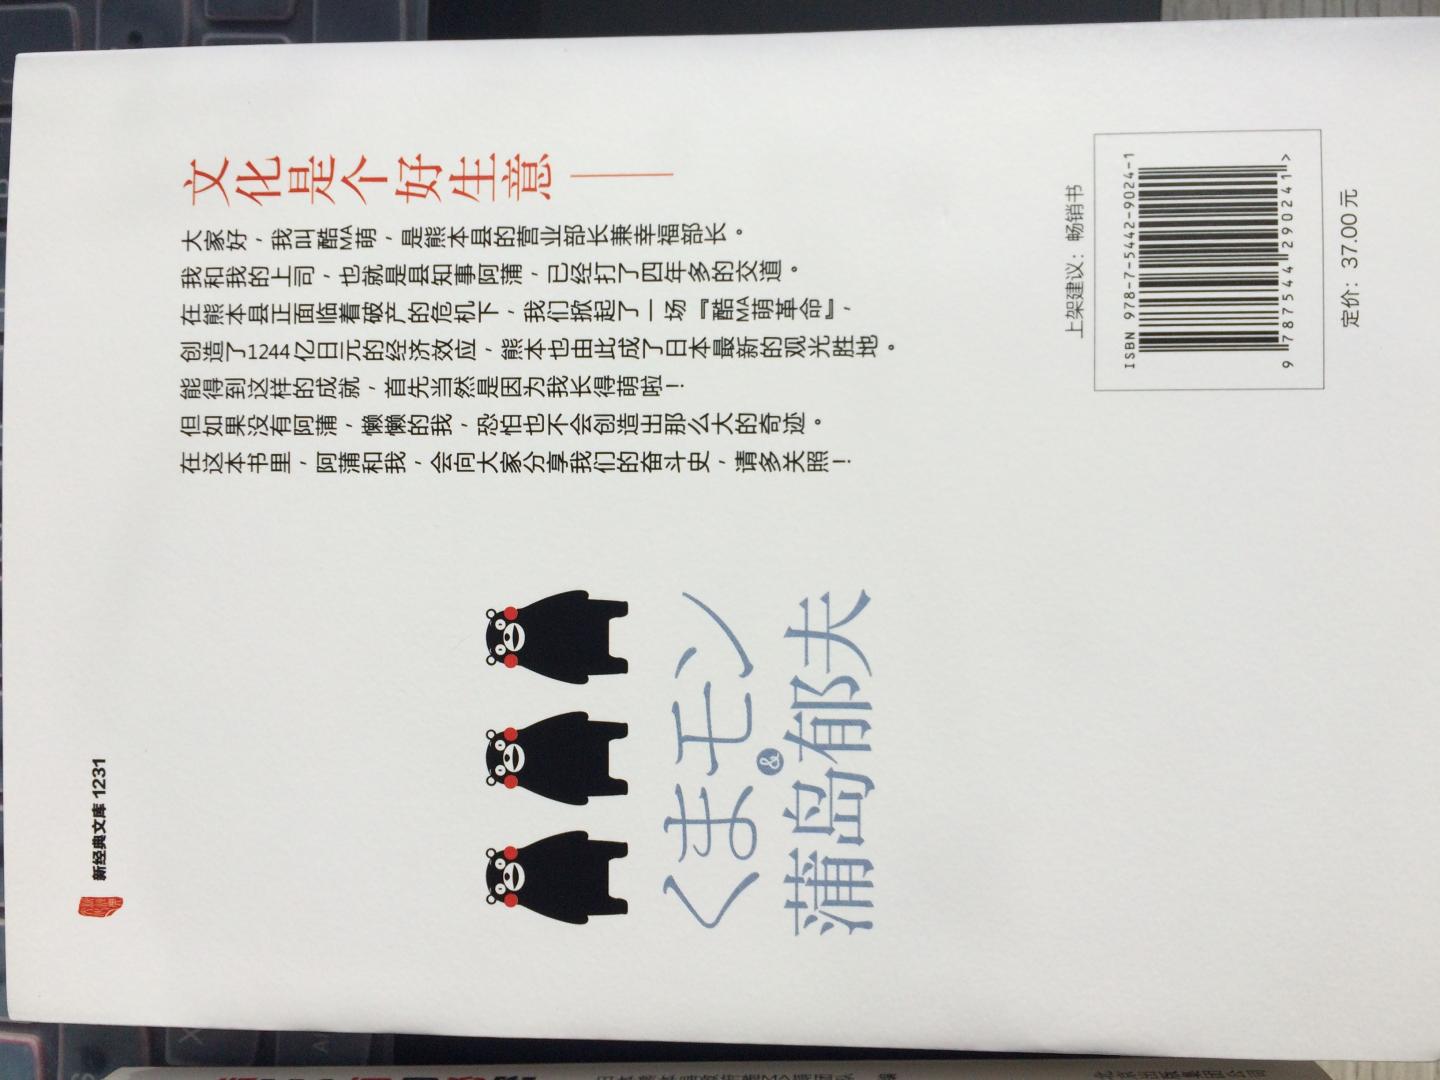 新经典文库 1231
文化是个好生意——
大家好，我叫酷MA萌，是熊本县的营业部长兼幸福部长。
我和我的上司，也就是县知事阿蒲，已经打了四年多的交道。
在熊本县正面临着破产的危机下，我们掀起了一场『酷MA萌革命』，
创造了1244亿日元的经济效应，熊本也由此成了日本最新的观光胜地。
能得到这样的成就，首先当然是因为我长得萌啦！
但如果没有阿蒲，懒懒的我，恐怕也不会创造出那么大的奇迹。
在这本书里，阿蒲和我，会向大家分享我们的奋斗史，请多关照！
くまモン
&
蒲岛郁夫
上架建议：畅销书
ISBN 978-7-5442-9024-1
9 787544 290241 >
定价：37.00 元